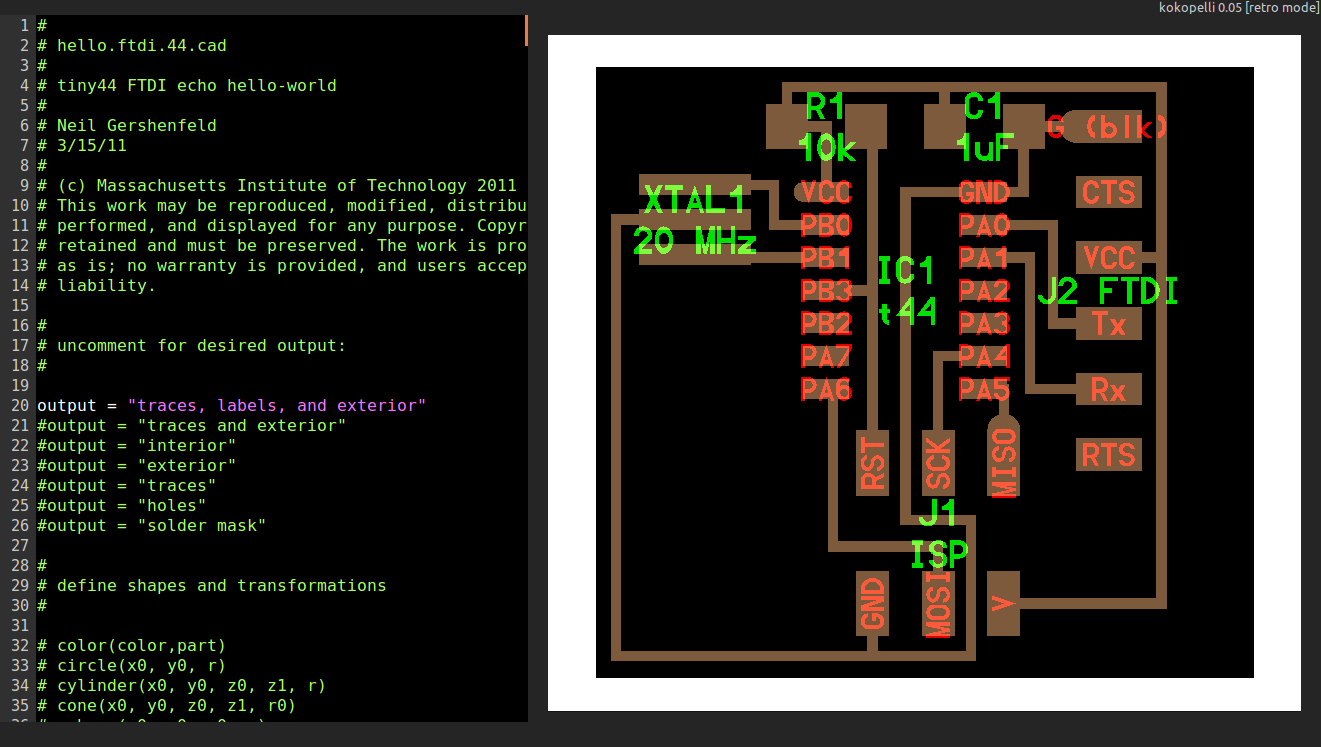 kokopelli 0.05 [retro mode]
1 #
2 # hello.ftdi.44.cad
3 #
4 # tiny44 FTDI echo hello-world
5 #
6 # Neil Gershenfeld
7 # 3/15/11
8 #
9 # (c) Massachusetts Institute of Technology 2011
10 # This work may be reproduced, modified, distribu
11 # performed, and displayed for any purpose. Copyr
12 # retained and must be preserved. The work is pro
13 # as is; no warranty is provided, and users accep
14 # liability.
15
16 #
17 # uncomment for desired output:
18 #
19
20 output = "traces, labels, and exterior"
21 #output = "traces and exterior"
22 #output = "interior"
23 #output = "exterior"
24 #output = "traces"
25 #output = "holes"
26 #output = "solder mask"
27
28 #
29 # define shapes and transformations
30 #
31
32 # color(color,part)
33 # circle(x0, y0, r)
34 # cylinder(x0, y0, z0, z1, r)
35 # cone(x0, y0, z0, z1, r0)
R1
10k
C1
1uF
G (blk)
XTAL1
20 MHz
VCC
PB0
PB1
PB3
PB2
PA7
PA6
IC1
t44
GND
PA0
PA1
PA2
PA3
PA4
PA5
CTS
VCC
J2 FTDI
Tx
Rx
RTS
RST
SCK
MISO
J1
ISP
GND
MOSI
V